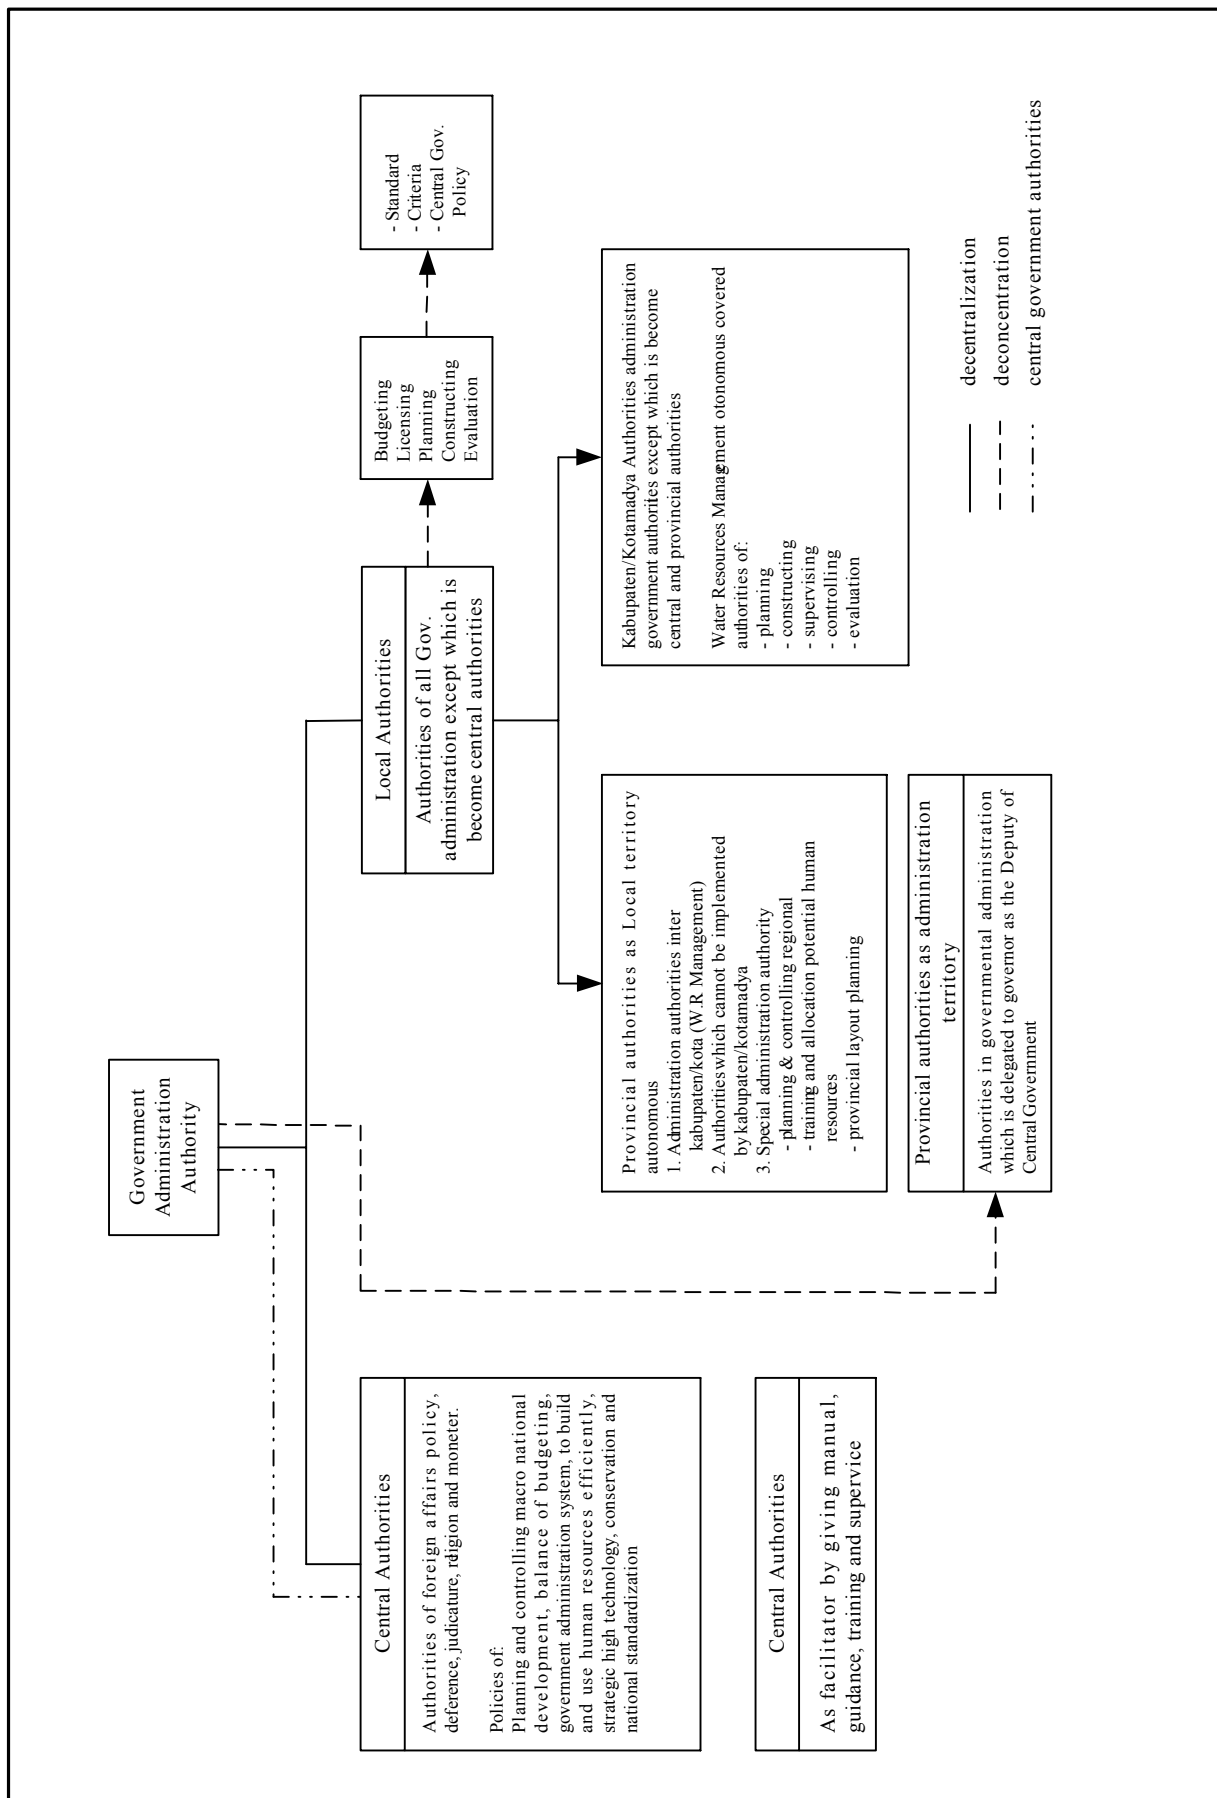 Government
Administration
Authority
Central Authorities
Authorities of foreign affairs policy,
deference, judicature, religion and moneter.
Policies of:
Planning and controlling macro national
development, balance of budgeting,
government administration system, to build
and use human resources efficiently,
strategic high technology, conservation and
national standardization
Central Authorities
As facilitator by giving manual,
guidance, training and supervice
Local Authorities
Authorities of all Gov.
administration except which is
become central authorities
Budgeting
Licensing
Planning
Constructing
Evaluation
- Standard
- Criteria
- Central Gov.
Policy
Provincial authorities as Local territory
autonomous
1. Administration authorities inter
kabupaten/kota (W.R Management)
2. Authorities which cannot be implemented
by kabupaten/kotamadya
3. Special administration authority
- planning & controlling regional
- training and allocation potential human
resources
- provincial layout planning
Provincial authorities as administration
territory
Authorities in governmental administration
which is delegated to governor as the Deputy of
Central Government
Kabupaten/Kotamadya Authorities administration
government authorites except which is become
central and provincial authorities
Water Resources Management otonomous covered
authorities of:
- planning
- constructing
- supervising
- controlling
- evaluation
decentralization
deconcentration
central government authorities